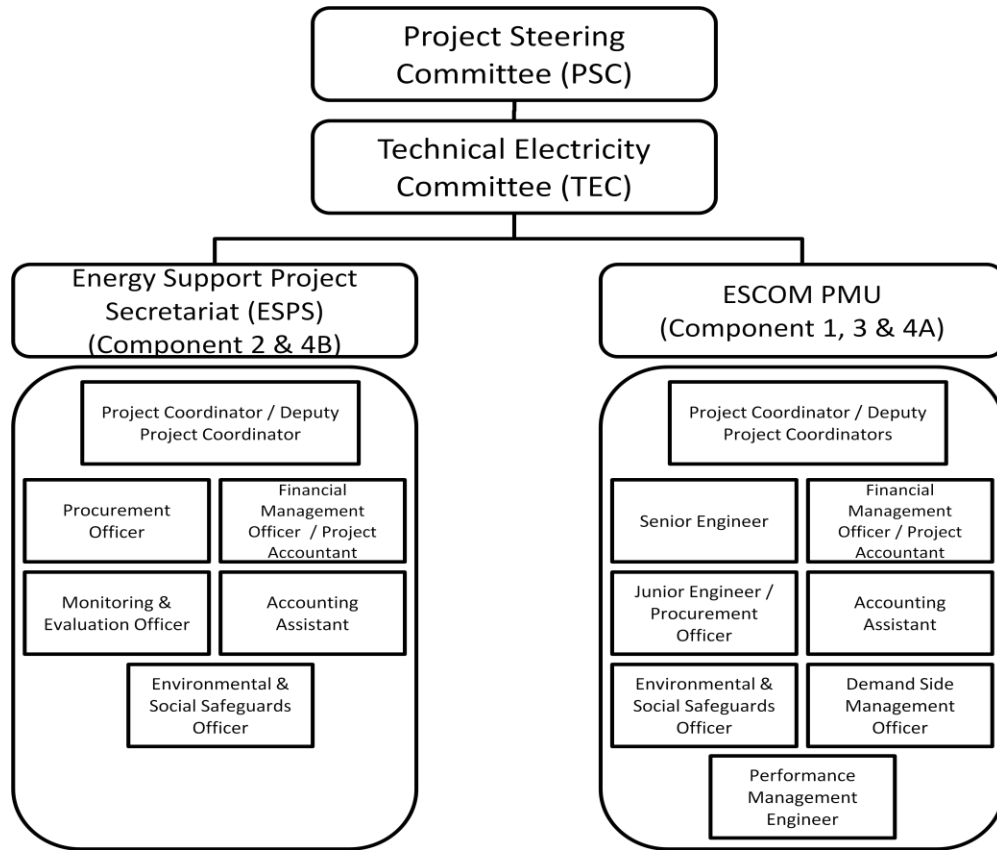 Project Steering
Committee (PSC)
Technical Electricity
Committee (TEC)
Energy Support Project
Secretariat (ESPS)
(Component 2 & 4B)
Project Coordinator / Deputy
Project Coordinator
Procurement
Officer
Financial
Management
Officer / Project
Accountant
Monitoring &
Evaluation Officer
Accounting
Assistant
Environmental &
Social Safeguards
Officer
ESCOM PMU
(Component 1, 3 & 4A)
Project Coordinator / Deputy
Project Coordinators
Senior Engineer
Financial
Management
Officer / Project
Accountant
Junior Engineer /
Procurement
Officer
Accounting
Assistant
Environmental &
Social Safeguards
Officer
Demand Side
Management
Officer
Performance
Management
Engineer